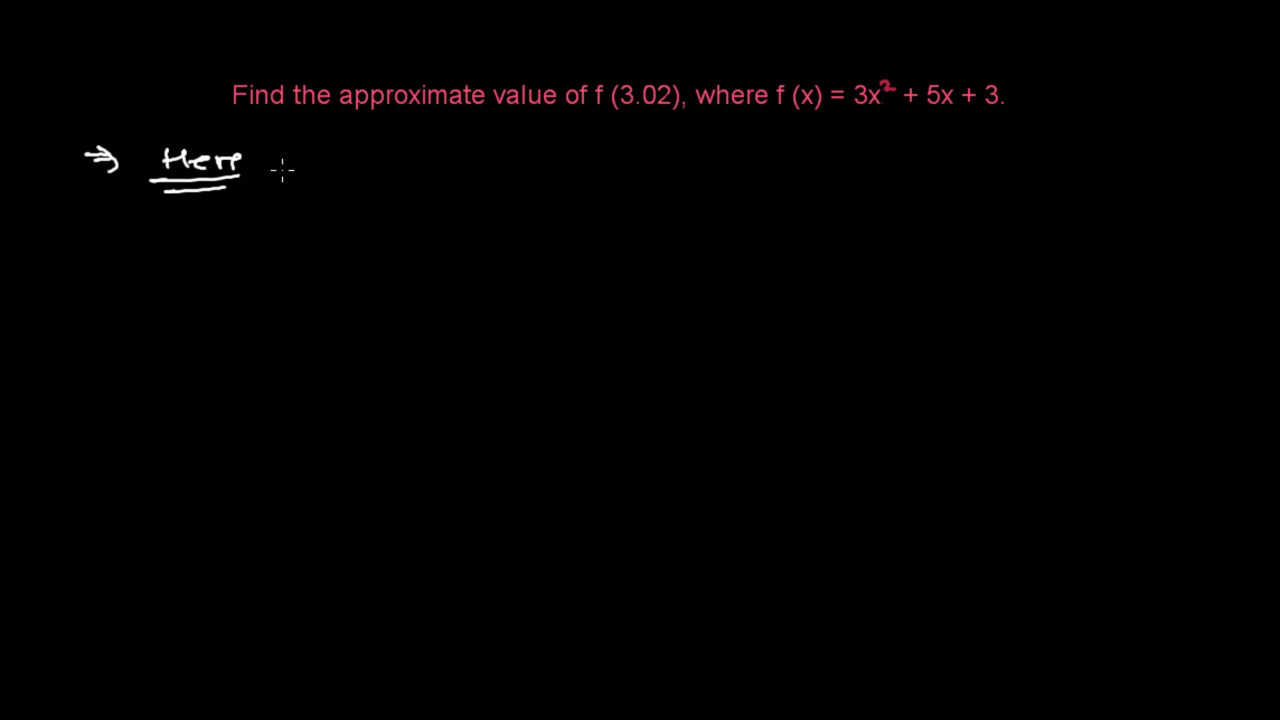 Find the approximate value of f (3.02), where f (x) = 3x² + 5x + 3.
⇒ Here